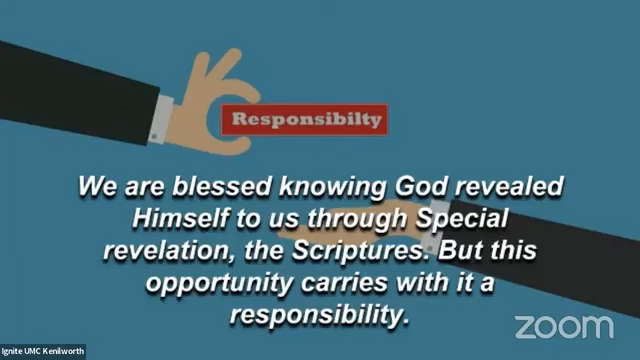 Responsibilty
We are blessed knowing God revealed
Himself to us through Special
revelation, the Scriptures. But this
opportunity carries with it a
responsibility.
zoom
Ignite UMC Kenilworth